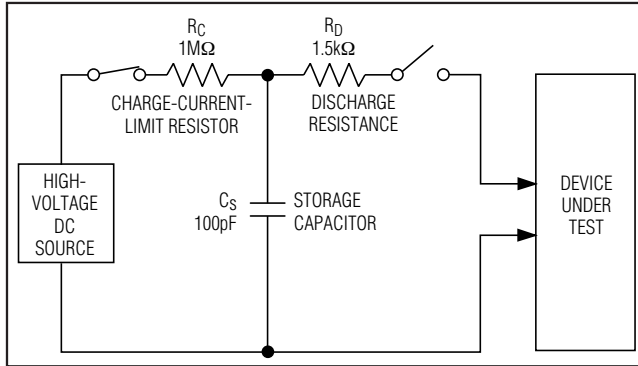 R_C
1MΩ
R_D
1.5kΩ
CHARGE-CURRENT-
LIMIT RESISTOR
DISCHARGE
RESISTANCE
HIGH-
VOLTAGE
DC
SOURCE
C_S
100pF
STORAGE
CAPACITOR
DEVICE
UNDER
TEST